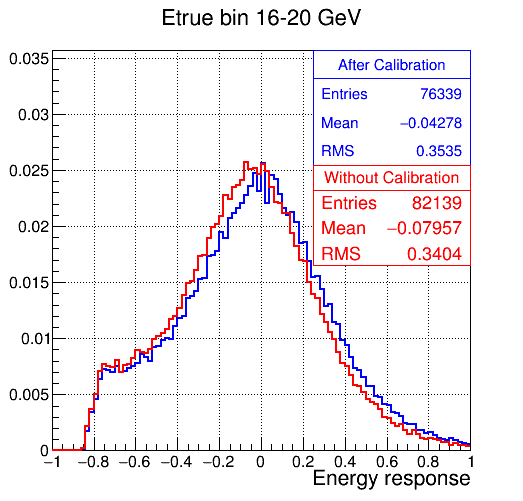 Etrue bin 16-20 GeV
0.035
0.03
0.025
0.02
0.015
0.01
0.005
0
After Calibration
Entries 76339
Mean −0.04278
RMS 0.3535
Without Calibration
Entries 82139
Mean −0.07957
RMS 0.3404
−1 −0.8 −0.6 −0.4 −0.2 0 0.2 0.4 0.6 0.8 1
Energy response